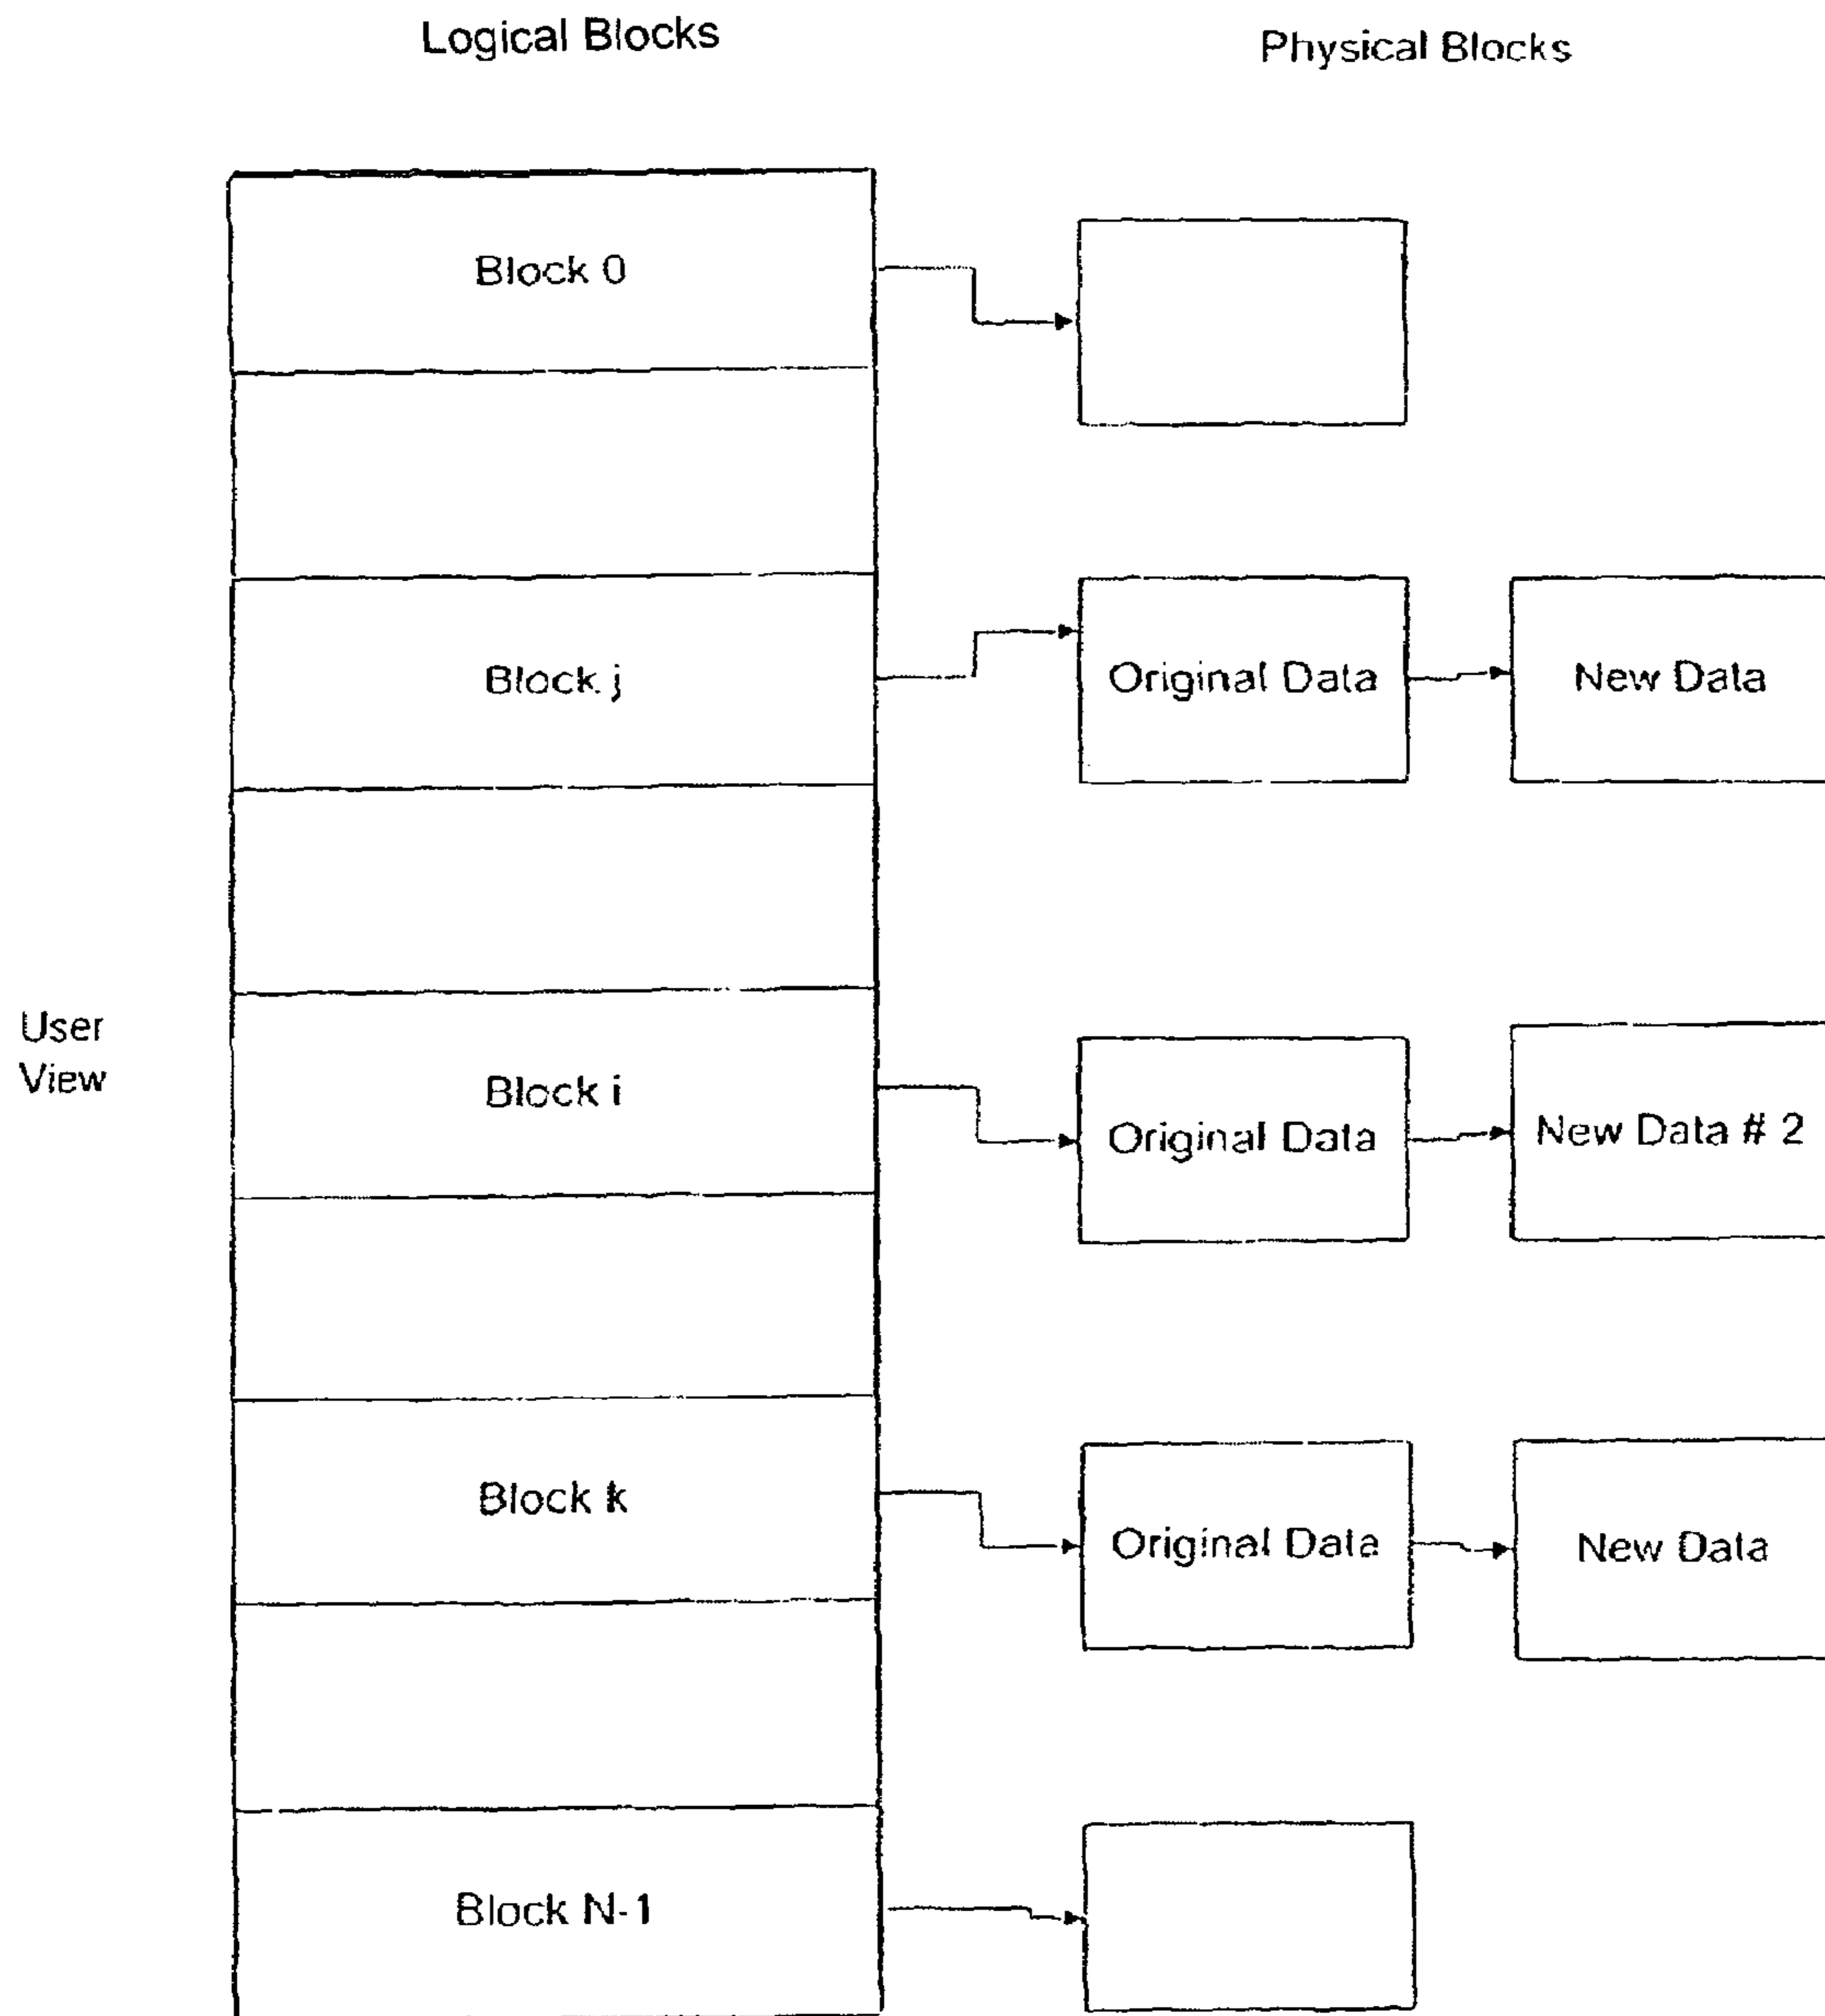 Logical Blocks
Physical Blocks
Block 0
Block j
Original Data
New Data
User
View
Block i
Original Data
New Data # 2
Block k
Original Data
New Data
Block N-1